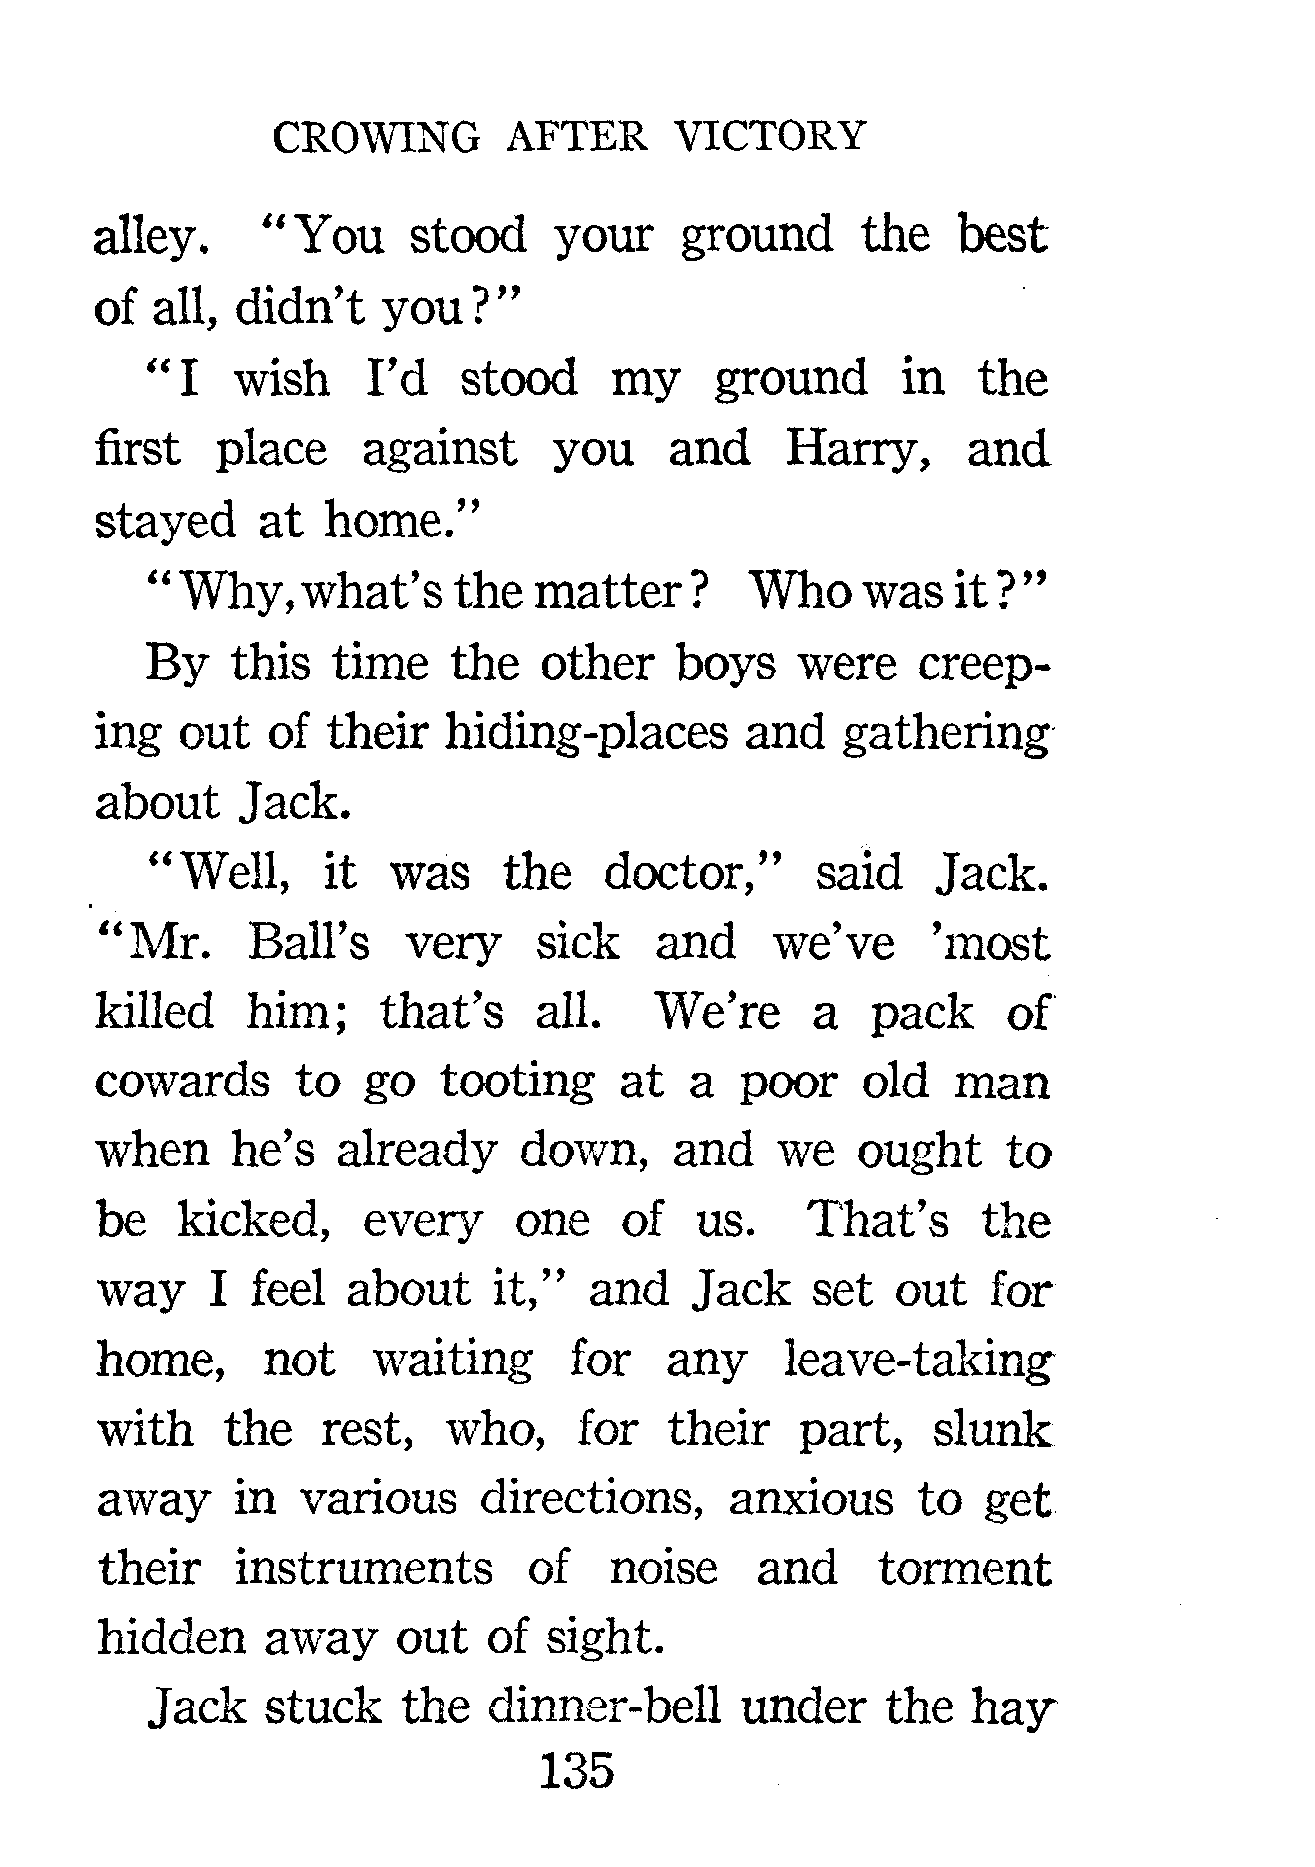 CROWING AFTER VICTORY
alley. "You stood your ground the best
of all, didn't you?"
"I wish I'd stood my ground in the
first place against you and Harry, and
stayed at home."
"Why, what's the matter? Who was it?"
By this time the other boys were creep-
ing out of their hiding-places and gathering
about Jack.
"Well, it was the doctor," said Jack.
"Mr. Ball's very sick and we've 'most
killed him; that's all. We're a pack of
cowards to go tooting at a poor old man
when he's already down, and we ought to
be kicked, every one of us. That's the
way I feel about it," and Jack set out for
home, not waiting for any leave-taking
with the rest, who, for their part, slunk
away in various directions, anxious to get
their instruments of noise and torment
hidden away out of sight.
Jack stuck the dinner-bell under the hay
135